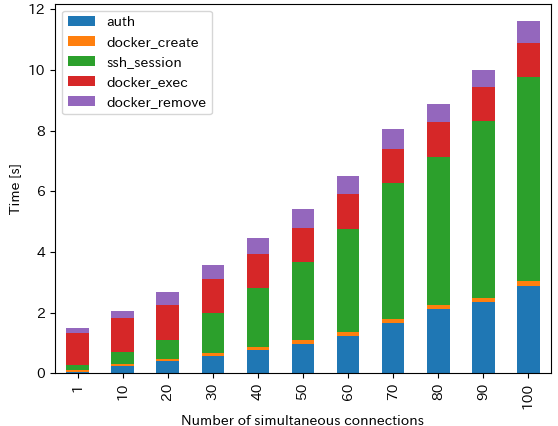 12
10
8
6
4
2
0
Time [s]
auth
docker_create
ssh_session
docker_exec
docker_remove
1
10
20
30
40
50
60
70
80
90
100
Number of simultaneous connections